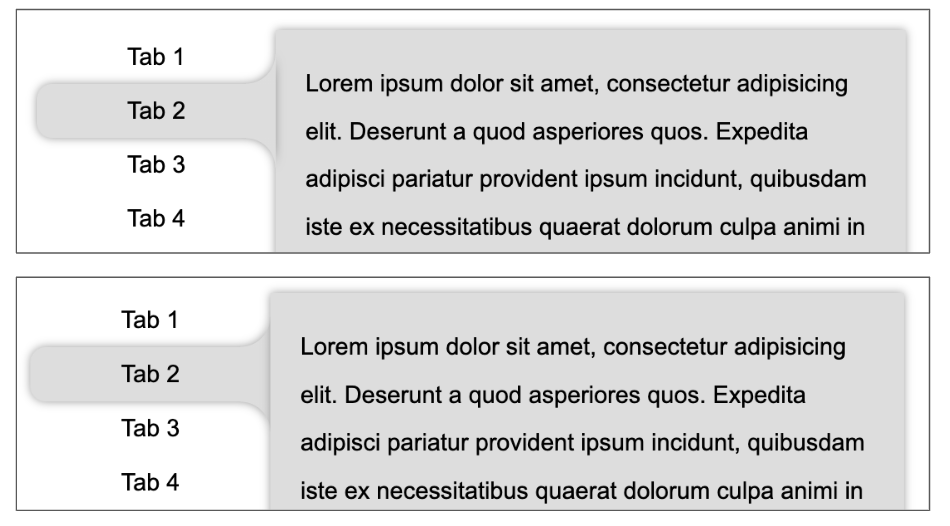 Tab 1
Tab 2
Tab 3
Tab 4
Lorem ipsum dolor sit amet, consectetur adipisicing
elit. Deserunt a quod asperiores quos. Expedita
adipisci pariatur provident ipsum incidunt, quibusdam
iste ex necessitatibus quaerat dolorum culpa animi in
Tab 1
Tab 2
Tab 3
Tab 4
Lorem ipsum dolor sit amet, consectetur adipisicing
elit. Deserunt a quod asperiores quos. Expedita
adipisci pariatur provident ipsum incidunt, quibusdam
iste ex necessitatibus quaerat dolorum culpa animi in